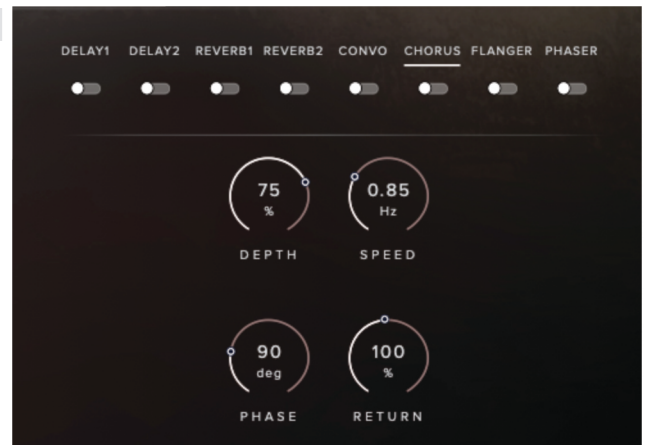 DELAY1 DELAY2 REVERB1 REVERB2 CONVO CHORUS FLANGER PHASER
75 0.85
% Hz
DEPTH SPEED
90 100
deg %
PHASE RETURN